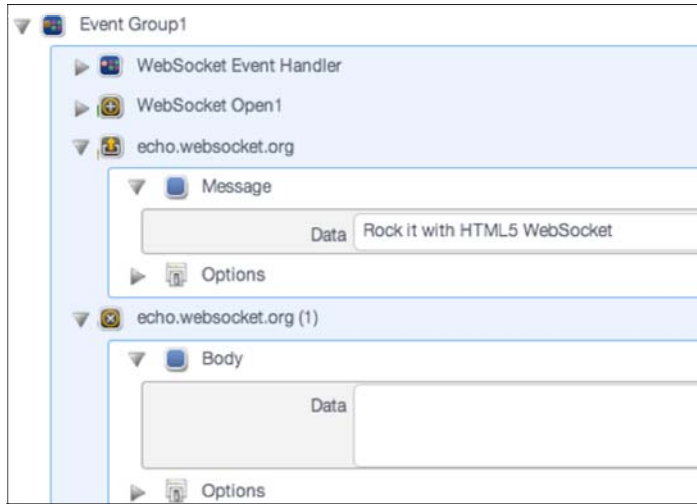 Event Group1
WebSocket Event Handler
WebSocket Open1
echo.websocket.org
Message
Data Rock it with HTML5 WebSocket
Options
echo.websocket.org (1)
Body
Data
Options